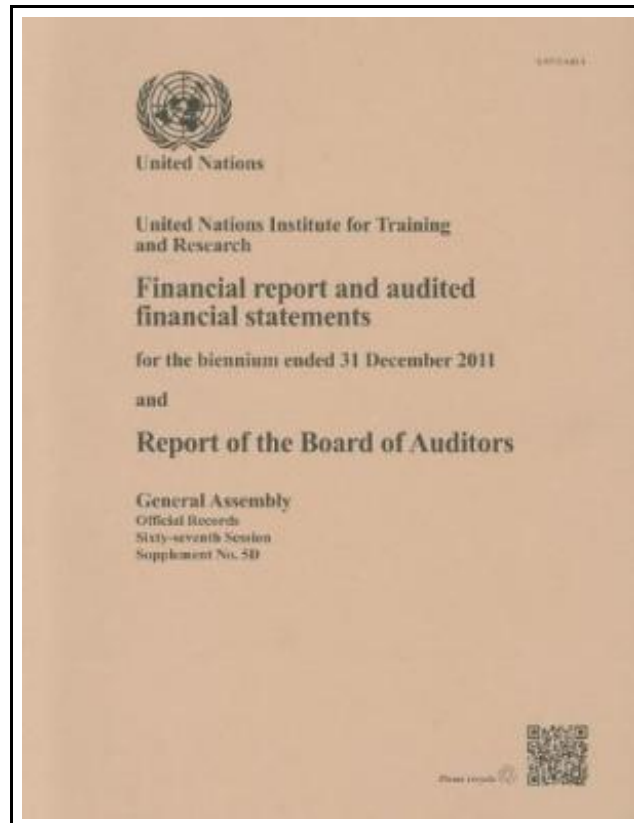 United Nations
United Nations Institute for Training
and Research
Financial report and audited
financial statements
for the biennium ended 31 December 2011
and
Report of the Board of Auditors
General Assembly
Official Records
Sixty-seventh Session
Supplement No. 5D
Please recycle